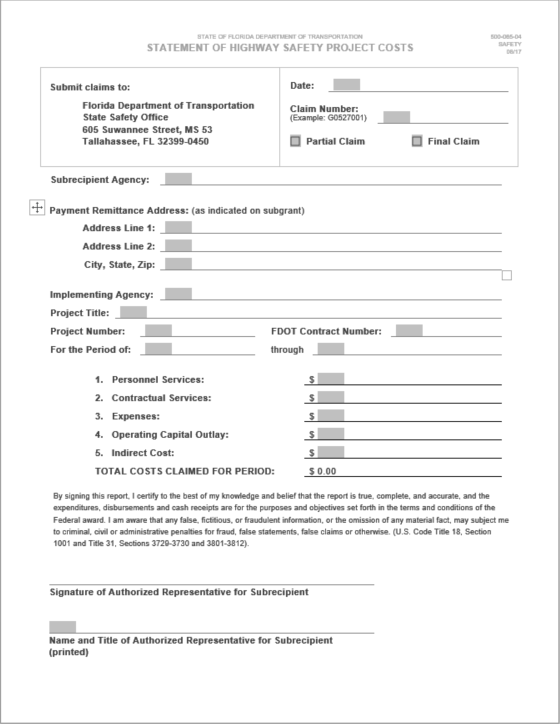 STATE OF FLORIDA DEPARTMENT OF TRANSPORTATION
STATEMENT OF HIGHWAY SAFETY PROJECT COSTS
500-065-04
SAFETY
06/17
Submit claims to:
Florida Department of Transportation
State Safety Office
605 Suwannee Street, MS 53
Tallahassee, FL 32399-0450
Date:
Claim Number:
(Example: G0527001)
Partial Claim
Final Claim
Subrecipient Agency:
Payment Remittance Address: (as indicated on subgrant)
Address Line 1:
Address Line 2:
City, State, Zip:
Implementing Agency:
Project Title:
Project Number:
FDOT Contract Number:
For the Period of:
through
1. Personnel Services: $
2. Contractual Services: $
3. Expenses: $
4. Operating Capital Outlay: $
5. Indirect Cost: $
TOTAL COSTS CLAIMED FOR PERIOD: $ 0.00
By signing this report, I certify to the best of my knowledge and belief that the report is true, complete, and accurate, and the
expenditures, disbursements and cash receipts are for the purposes and objectives set forth in the terms and conditions of the
Federal award. I am aware that any false, fictitious, or fraudulent information, or the omission of any material fact, may subject me
to criminal, civil or administrative penalties for fraud, false statements, false claims or otherwise. (U.S. Code Title 18, Section
1001 and Title 31, Sections 3729-3730 and 3801-3812).
Signature of Authorized Representative for Subrecipient
Name and Title of Authorized Representative for Subrecipient
(printed)